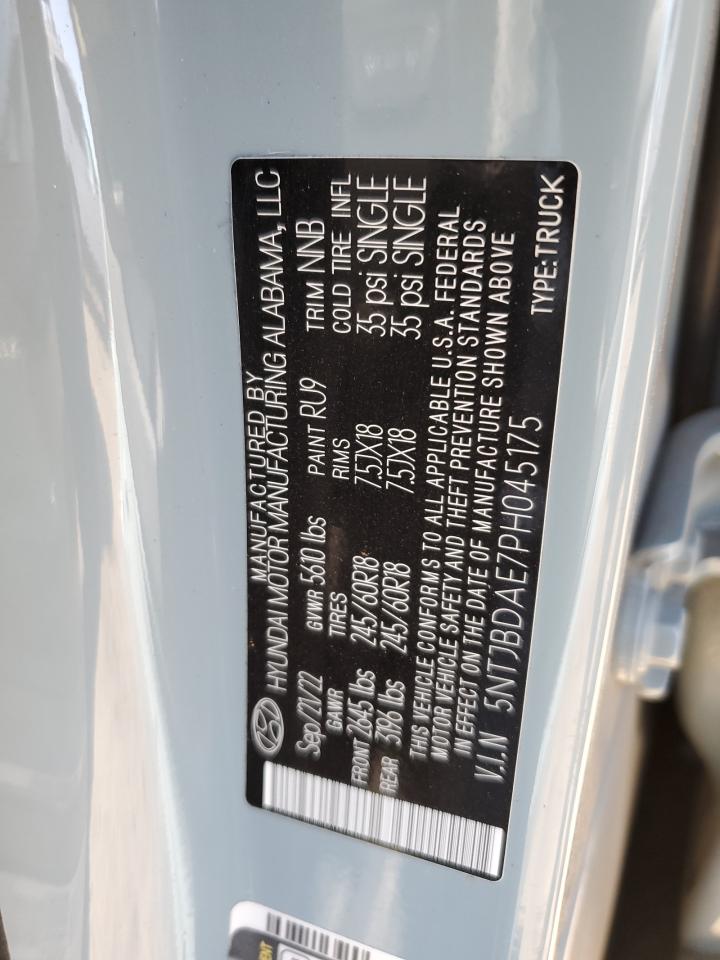 MANUFACTURED BY
HYUNDAI MOTOR MANUFACTURING ALABAMA, LLC
Sep/21/22 GVWR 5610 lbs PAINT RU9 TRIM NNB
GAWR TIRES RIMS COLD TIRE INFL
FRONT 2645 lbs 245/60R18 7.5JX18 35 psi SINGLE
REAR 3196 lbs 245/60R18 7.5JX18 35 psi SINGLE
THIS VEHICLE CONFORMS TO ALL APPLICABLE U.S.A. FEDERAL
MOTOR VEHICLE SAFETY AND THEFT PREVENTION STANDARDS
IN EFFECT ON THE DATE OF MANUFACTURE SHOWN ABOVE
V.I.N 5NTJBDAE7PH045175 TYPE:TRUCK